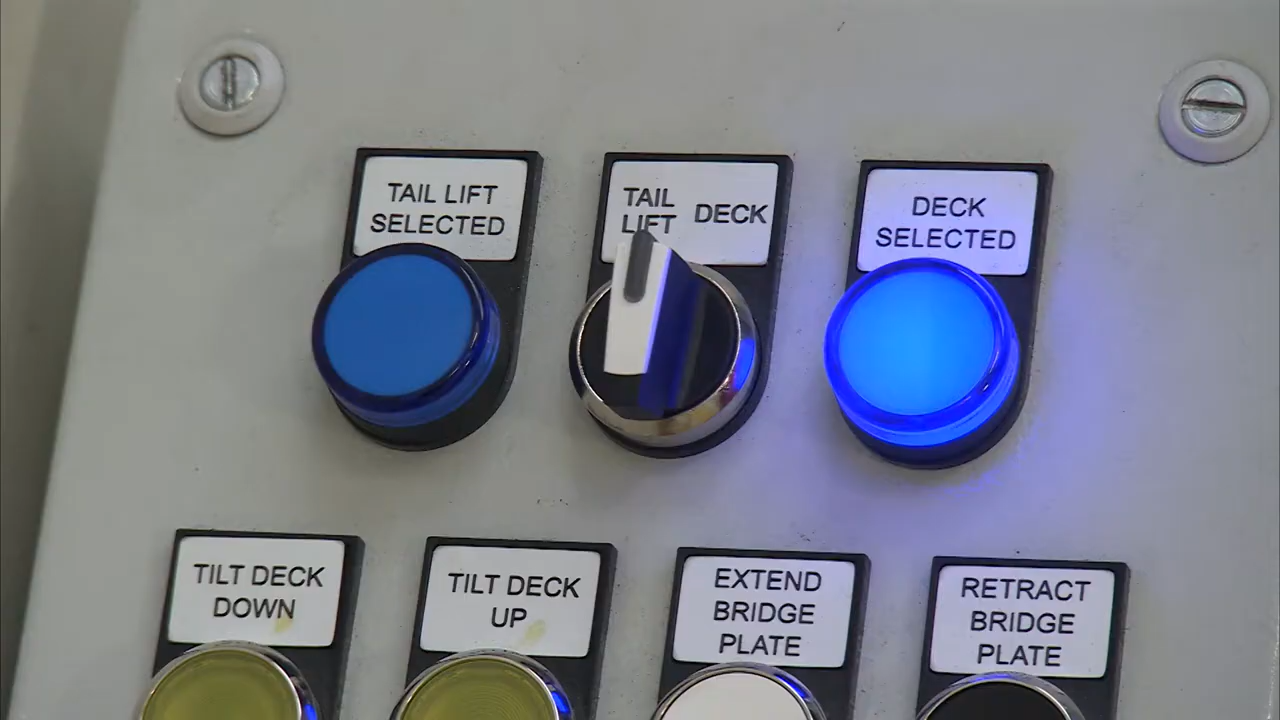 TAIL LIFT
SELECTED
TAIL
LIFT
DECK
DECK
SELECTED
TILT DECK
DOWN
TILT DECK
UP
EXTEND
BRIDGE
PLATE
RETRACT
BRIDGE
PLATE